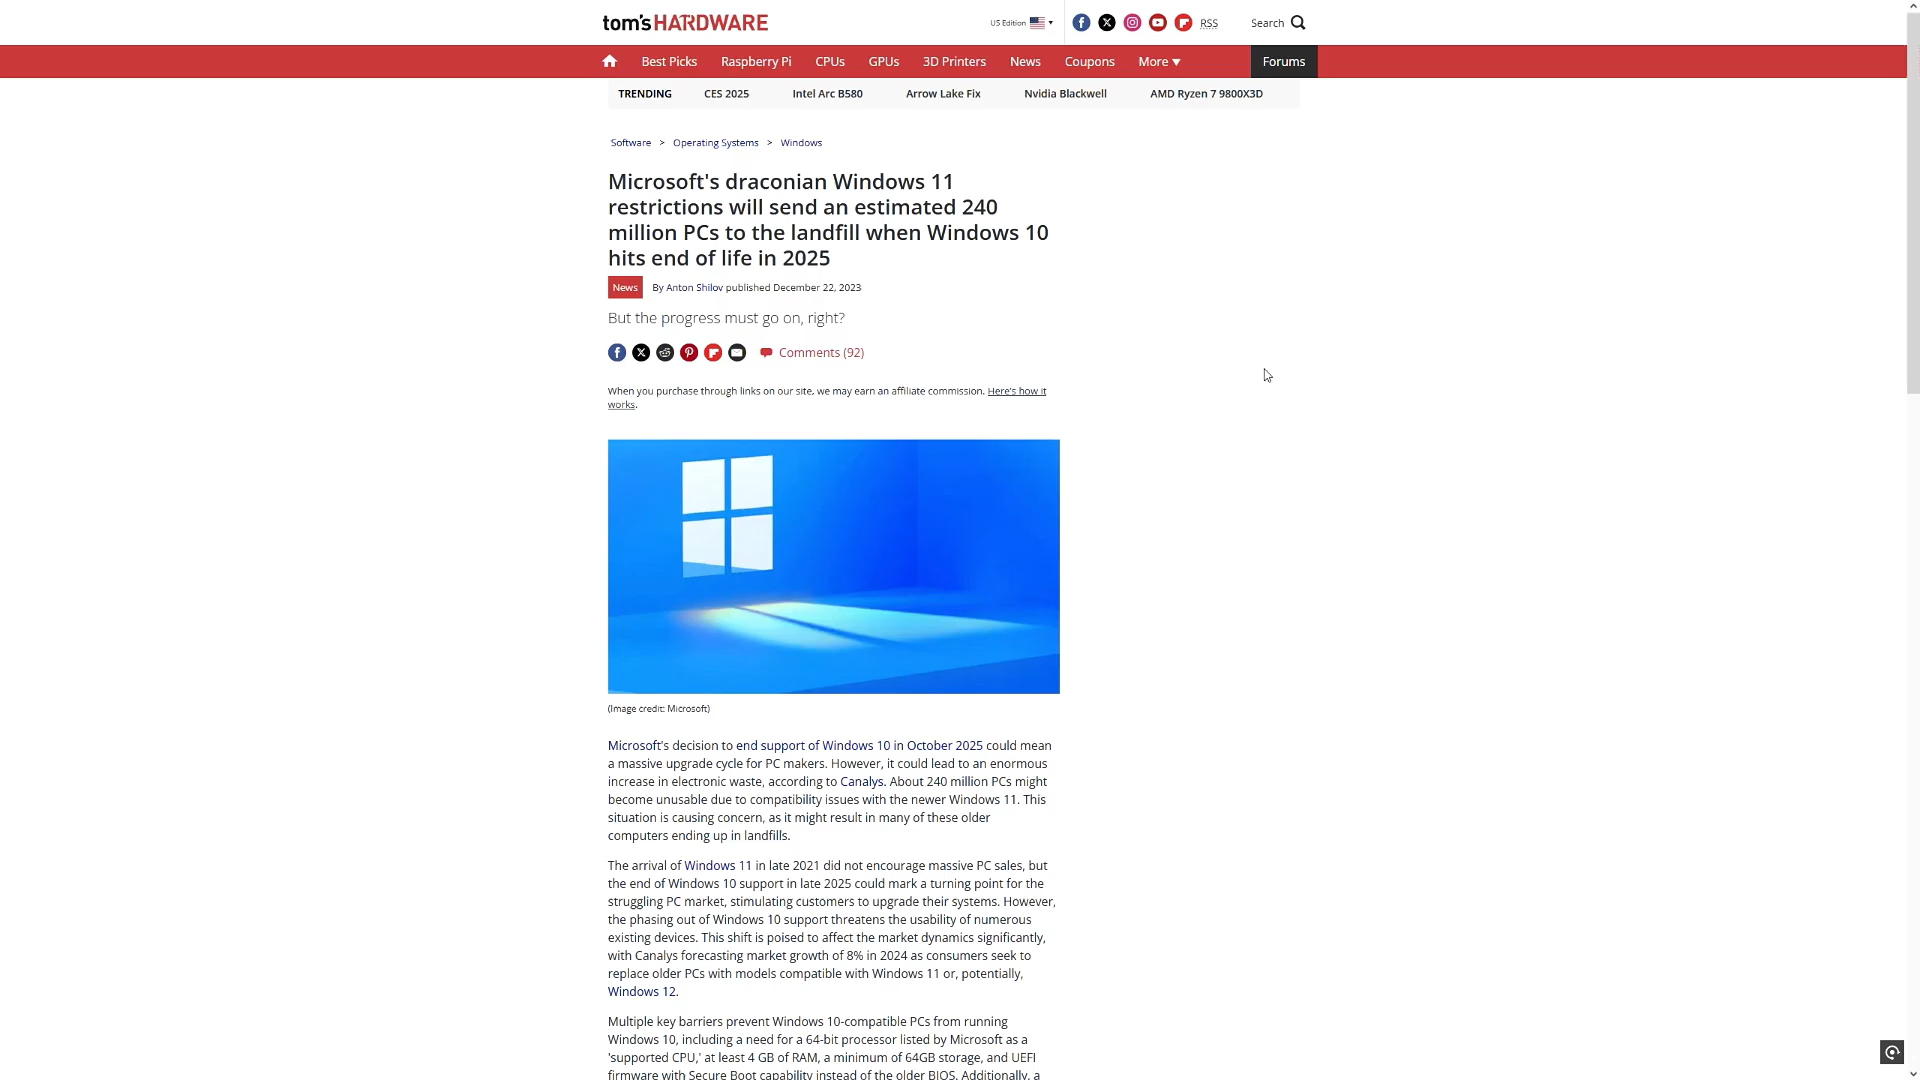 tom's HARDWARE
US Edition
RSS
Search
Best Picks
Raspberry Pi
CPUs
GPUs
3D Printers
News
Coupons
More ▼
Forums
TRENDING
CES 2025
Intel Arc B580
Arrow Lake Fix
Nvidia Blackwell
AMD Ryzen 7 9800X3D
Software > Operating Systems > Windows
Microsoft's draconian Windows 11
restrictions will send an estimated 240
million PCs to the landfill when Windows 10
hits end of life in 2025
News
By Anton Shilov published December 22, 2023
But the progress must go on, right?
Comments (92)
When you purchase through links on our site, we may earn an affiliate commission. Here's how it
works.
(Image credit: Microsoft)
Microsoft's decision to end support of Windows 10 in October 2025 could mean
a massive upgrade cycle for PC makers. However, it could lead to an enormous
increase in electronic waste, according to Canalys. About 240 million PCs might
become unusable due to compatibility issues with the newer Windows 11. This
situation is causing concern, as it might result in many of these older
computers ending up in landfills.
The arrival of Windows 11 in late 2021 did not encourage massive PC sales, but
the end of Windows 10 support in late 2025 could mark a turning point for the
struggling PC market, stimulating customers to upgrade their systems. However,
the phasing out of Windows 10 support threatens the usability of numerous
existing devices. This shift is poised to affect the market dynamics significantly,
with Canalys forecasting market growth of 8% in 2024 as consumers seek to
replace older PCs with models compatible with Windows 11 or, potentially,
Windows 12.
Multiple key barriers prevent Windows 10-compatible PCs from running
Windows 10, including a need for a 64-bit processor listed by Microsoft as a
'supported CPU,' at least 4 GB of RAM, a minimum of 64GB storage, and UEFI
firmware with Secure Boot capability instead of the older BIOS. Additionally, a